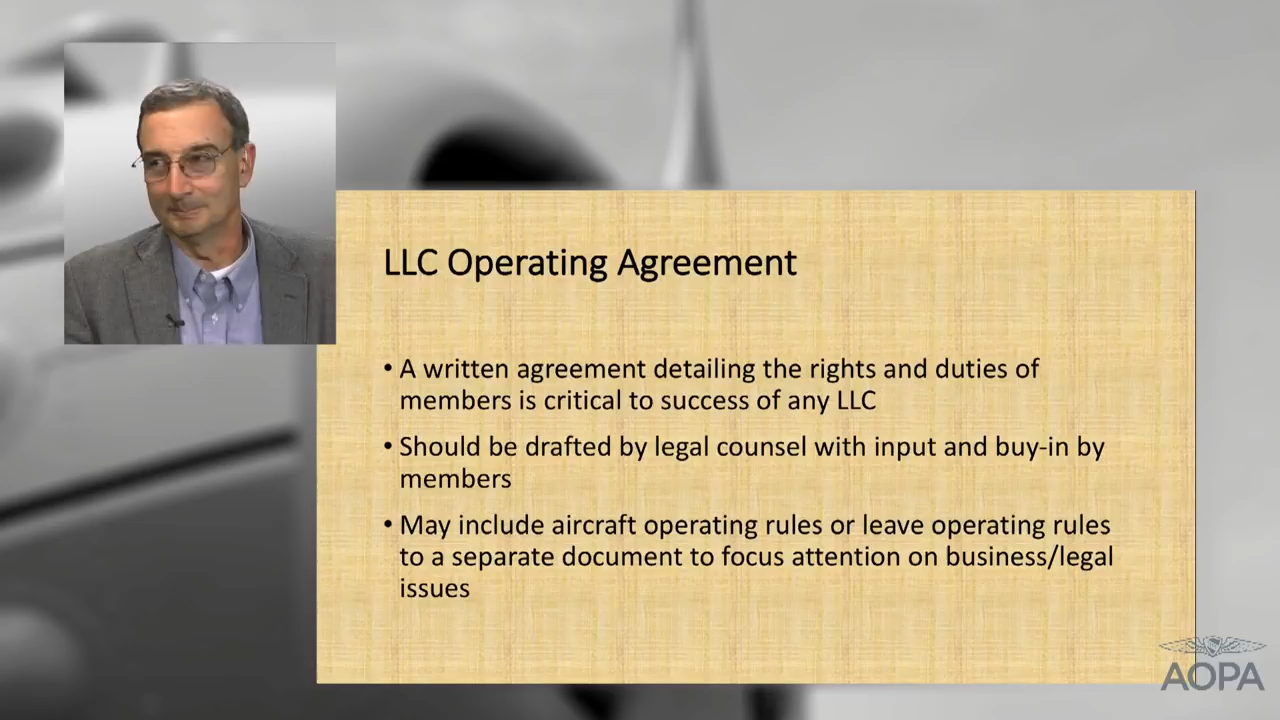 LLC Operating Agreement
• A written agreement detailing the rights and duties of
members is critical to success of any LLC
• Should be drafted by legal counsel with input and buy-in by
members
• May include aircraft operating rules or leave operating rules
to a separate document to focus attention on business/legal
issues
AOPA